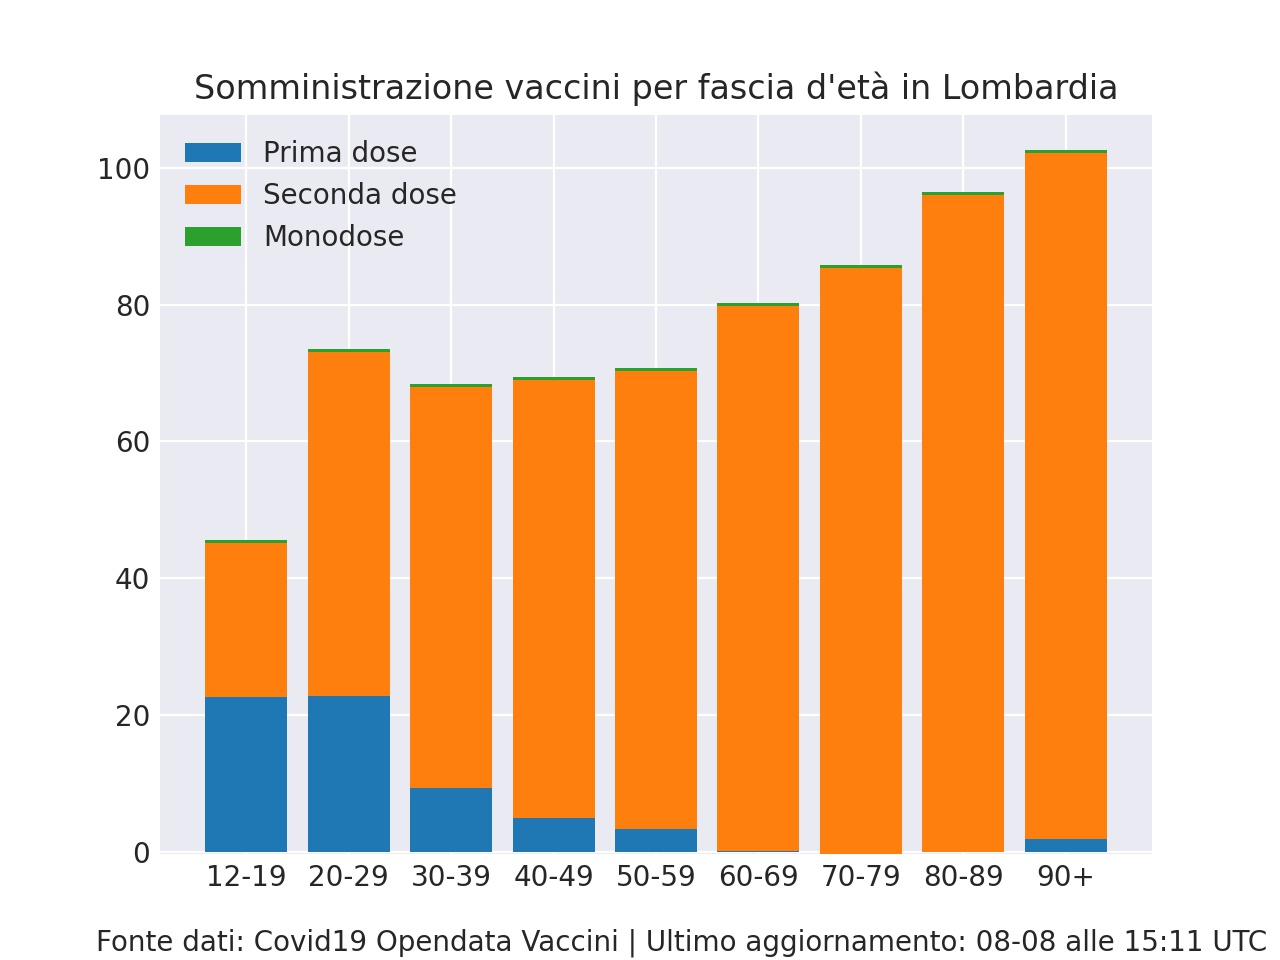 Somministrazione vaccini per fascia d'età in Lombardia
Prima dose
Seconda dose
Monodose
100
80
60
40
20
0
12-19 20-29 30-39 40-49 50-59 60-69 70-79 80-89 90+
Fonte dati: Covid19 Opendata Vaccini | Ultimo aggiornamento: 08-08 alle 15:11 UTC